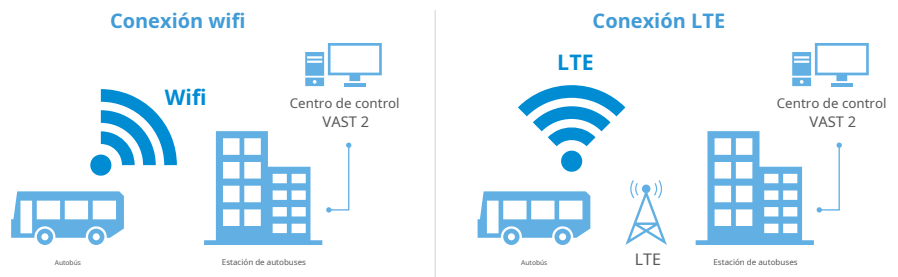 Conexión wifi
Wifi
Centro de control
VAST 2
Autobús
Estación de autobuses
Conexión LTE
LTE
Centro de control
VAST 2
Autobús
LTE
Estación de autobuses